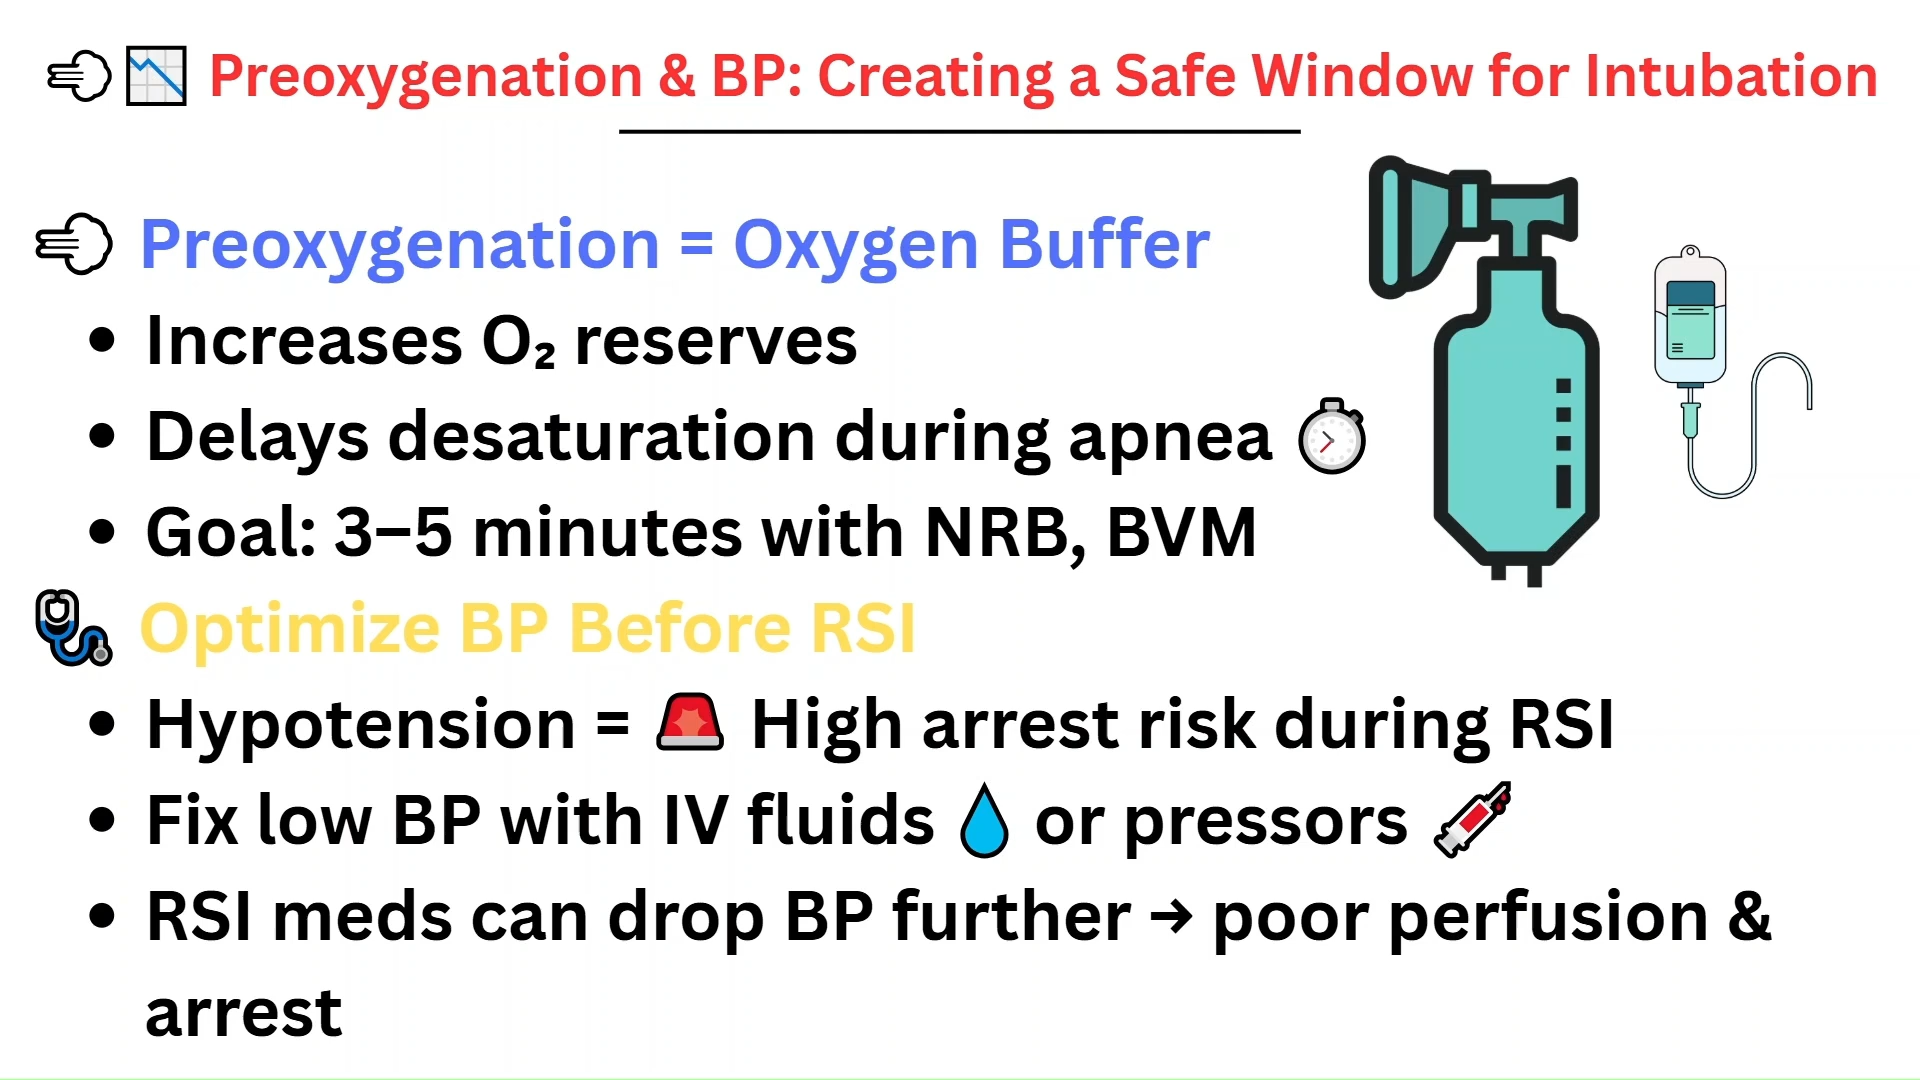 Preoxygenation & BP: Creating a Safe Window for Intubation
Preoxygenation = Oxygen Buffer
• Increases O₂ reserves
• Delays desaturation during apnea
• Goal: 3–5 minutes with NRB, BVM
Optimize BP Before RSI
• Hypotension = 🚨 High arrest risk during RSI
• Fix low BP with IV fluids 💧 or pressors 💉
• RSI meds can drop BP further → poor perfusion &
arrest